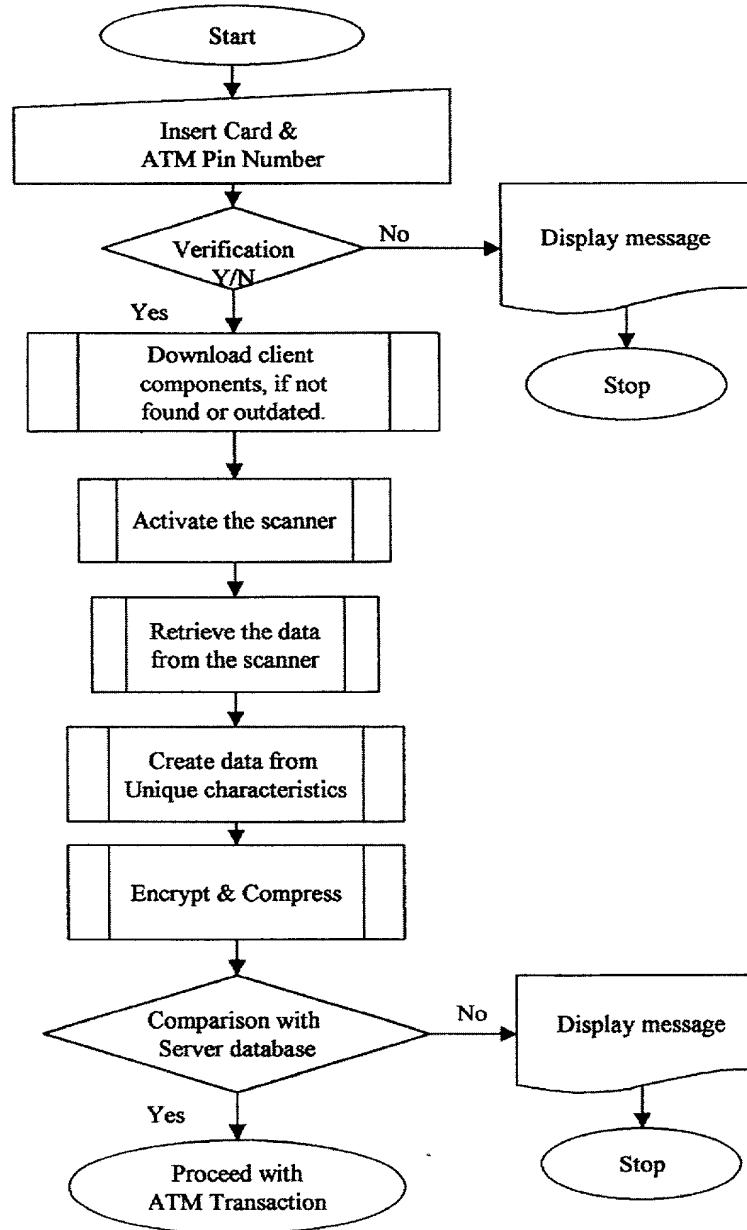 Start
Insert Card &
ATM Pin Number
Verification
Y/N
No
Display message
Stop
Yes
Download client
components, if not
found or outdated.
Activate the scanner
Retrieve the data
from the scanner
Create data from
Unique characteristics
Encrypt & Compress
Comparison with
Server database
No
Display message
Stop
Yes
Proceed with
ATM Transaction